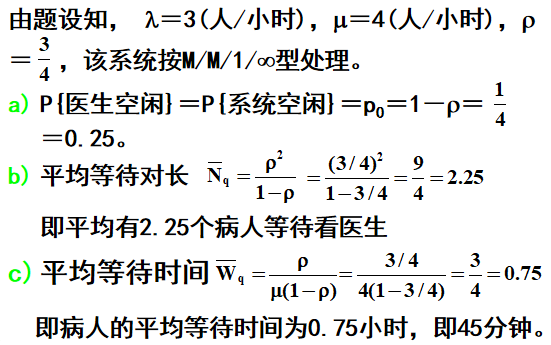 由题设知, λ=3(人/小时), μ=4(人/小时), ρ
=3/4, 该系统按M/M/1/∞型处理。
a) P{医生空闲}=P{系统空闲}=p₀=1-ρ=1/4
=0.25。
b) 平均等待对长 N̄q = ρ²/(1-ρ) = (3/4)²/(1-3/4) = 9/4 = 2.25
即平均有2.25个病人等待看医生
c) 平均等待时间 W̄q = ρ/(μ(1-ρ)) = (3/4)/(4(1-3/4)) = 3/4 = 0.75
即病人的平均等待时间为0.75小时, 即45分钟。